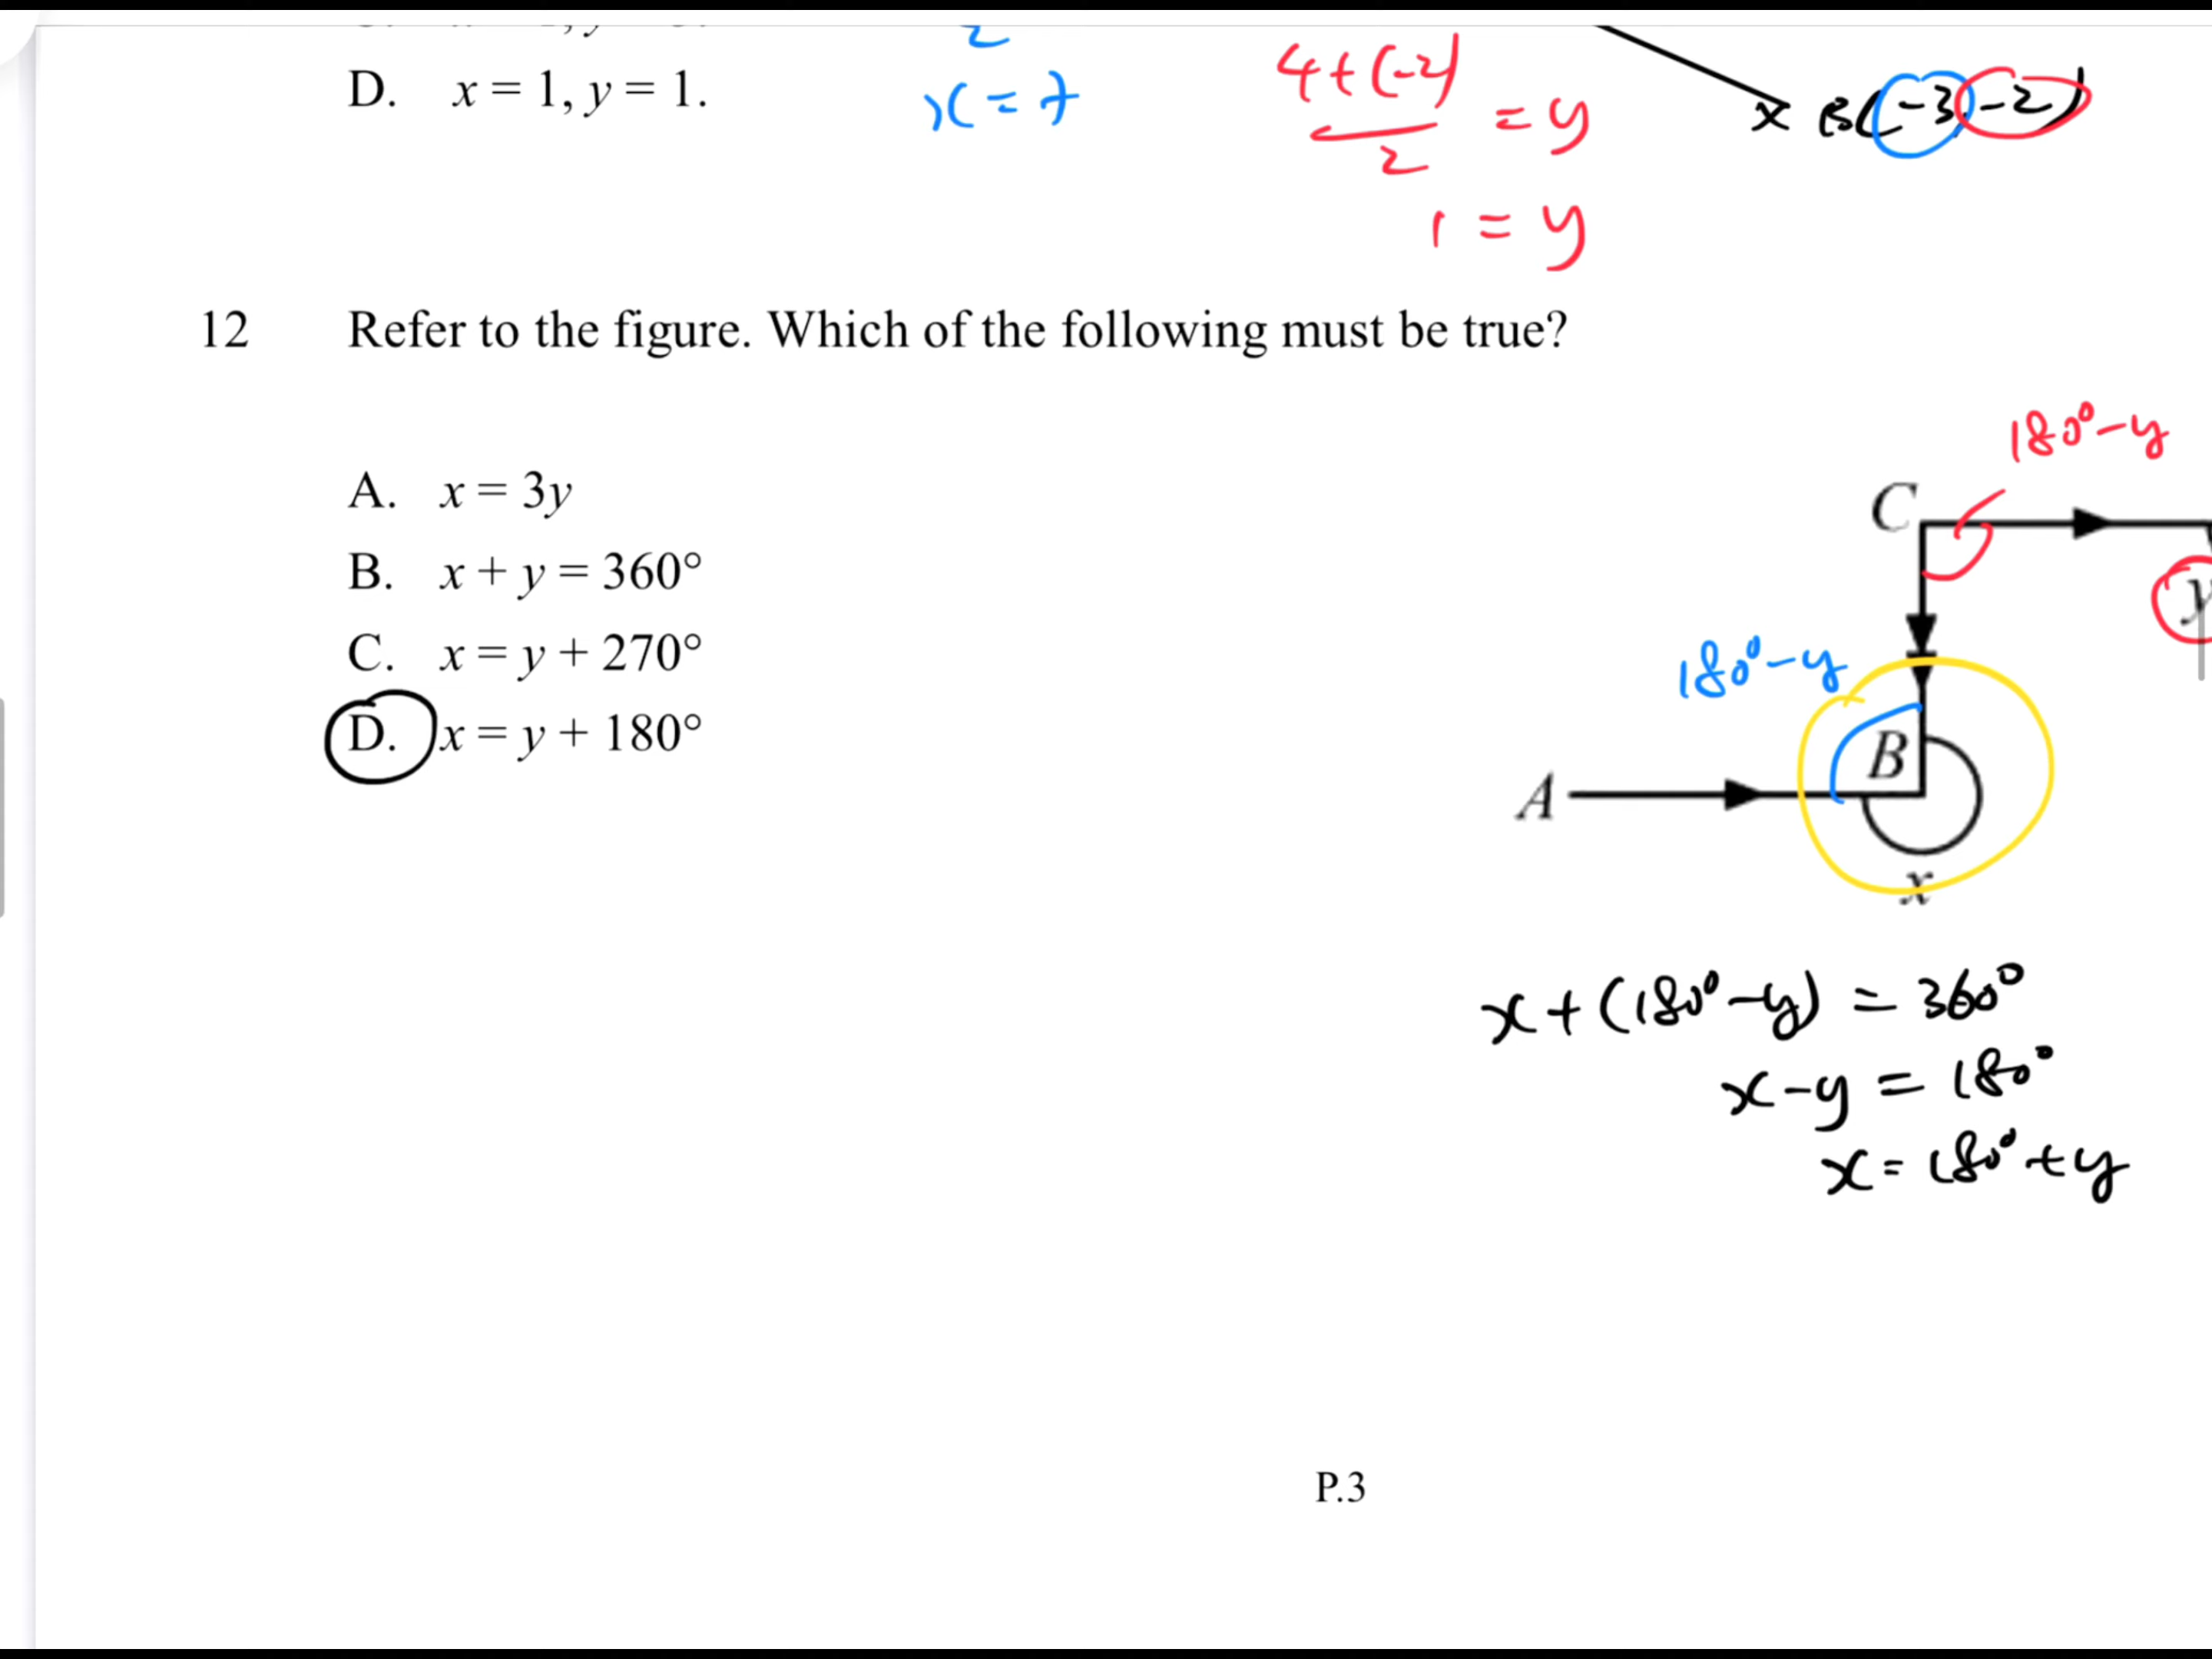 D. x = 1, y = 1.
2
x = 7
4+(-2)
2
= y
1 = y
B(-3,-2)
12 Refer to the figure. Which of the following must be true?
A. x = 3y
B. x + y = 360°
C. x = y + 270°
D. x = y + 180°
180°-y
C
y
180°-y
B
A
x
x+(180°-y) = 360°
x-y = 180°
x = 180°+y
P.3